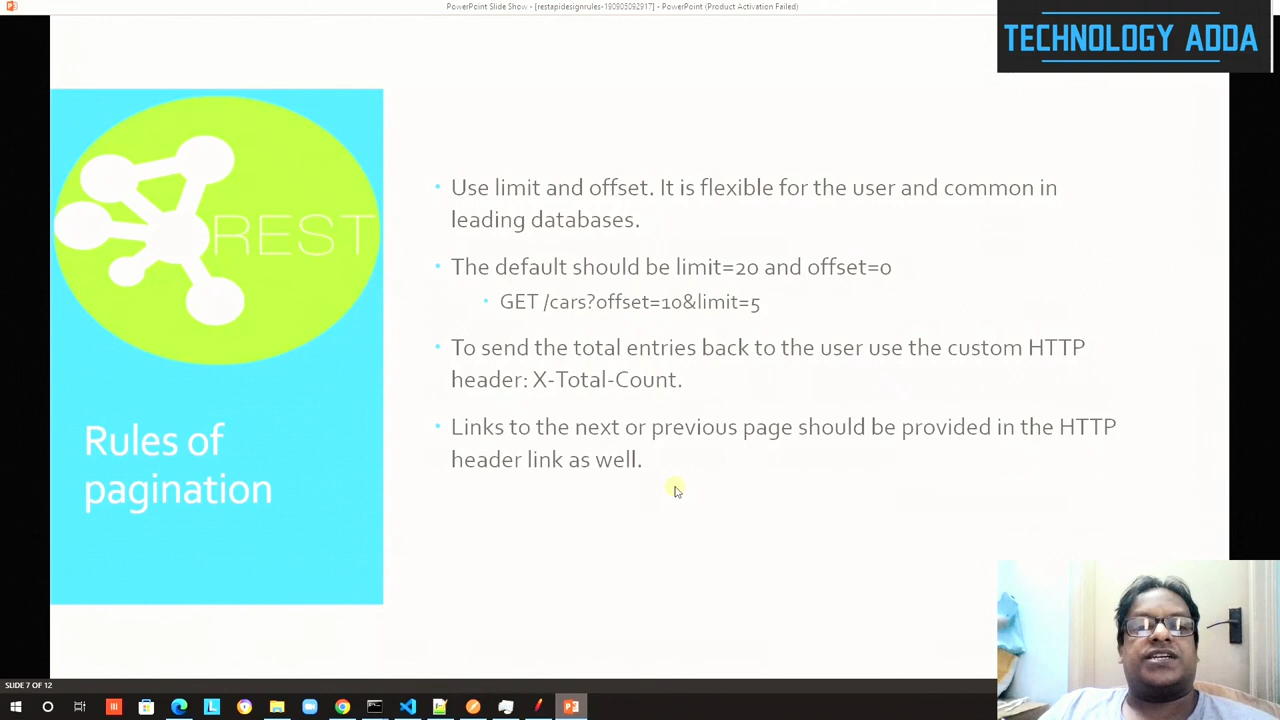 PowerPoint Slide Show - [restapidesignrules-190905092917] - PowerPoint (Product Activation Failed)
TECHNOLOGY ADDA
REST
Rules of
pagination
• Use limit and offset. It is flexible for the user and common in
leading databases.
• The default should be limit=20 and offset=0
• GET /cars?offset=10&limit=5
• To send the total entries back to the user use the custom HTTP
header: X-Total-Count.
• Links to the next or previous page should be provided in the HTTP
header link as well.
SLIDE 7 OF 12